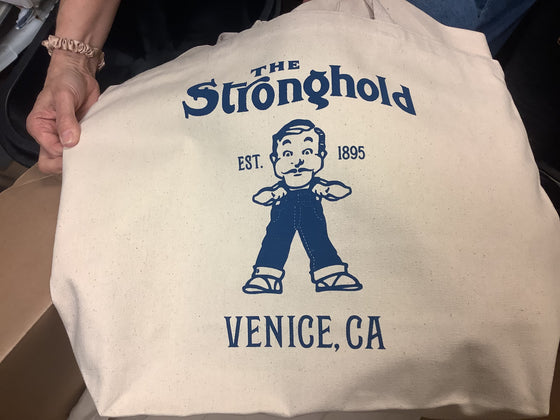 THE
Stronghold
EST. 1895
VENICE, CA